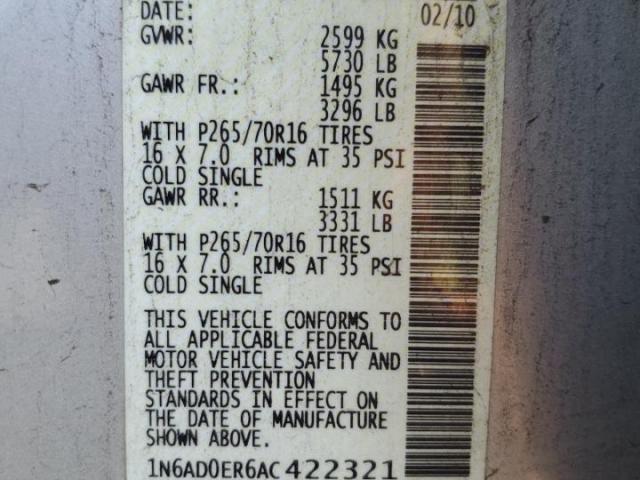 DATE: 02/10
GVWR: 2599 KG
5730 LB
GAWR FR.: 1495 KG
3296 LB
WITH P265/70R16 TIRES
16 X 7.0 RIMS AT 35 PSI
COLD SINGLE
GAWR RR.: 1511 KG
3331 LB
WITH P265/70R16 TIRES
16 X 7.0 RIMS AT 35 PSI
COLD SINGLE
THIS VEHICLE CONFORMS TO
ALL APPLICABLE FEDERAL
MOTOR VEHICLE SAFETY AND
THEFT PREVENTION
STANDARDS IN EFFECT ON
THE DATE OF MANUFACTURE
SHOWN ABOVE.
1N6AD0ER6AC422321